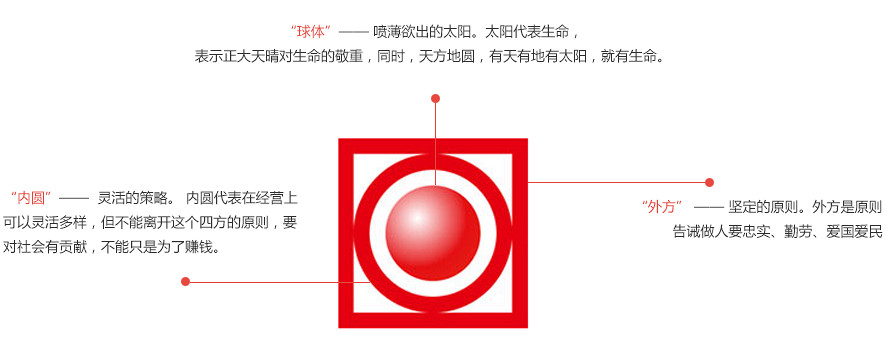 “球体” —— 喷薄欲出的太阳。太阳代表生命，
表示正大天晴对生命的敬重，同时，天方地圆，有天有地有太阳，就有生命。
“内圆” —— 灵活的策略。 内圆代表在经营上
可以灵活多样，但不能离开这个四方的原则，要
对社会有贡献，不能只是为了赚钱。
“外方” —— 坚定的原则。外方是原则
告诫做人要忠实、勤劳、爱国爱民